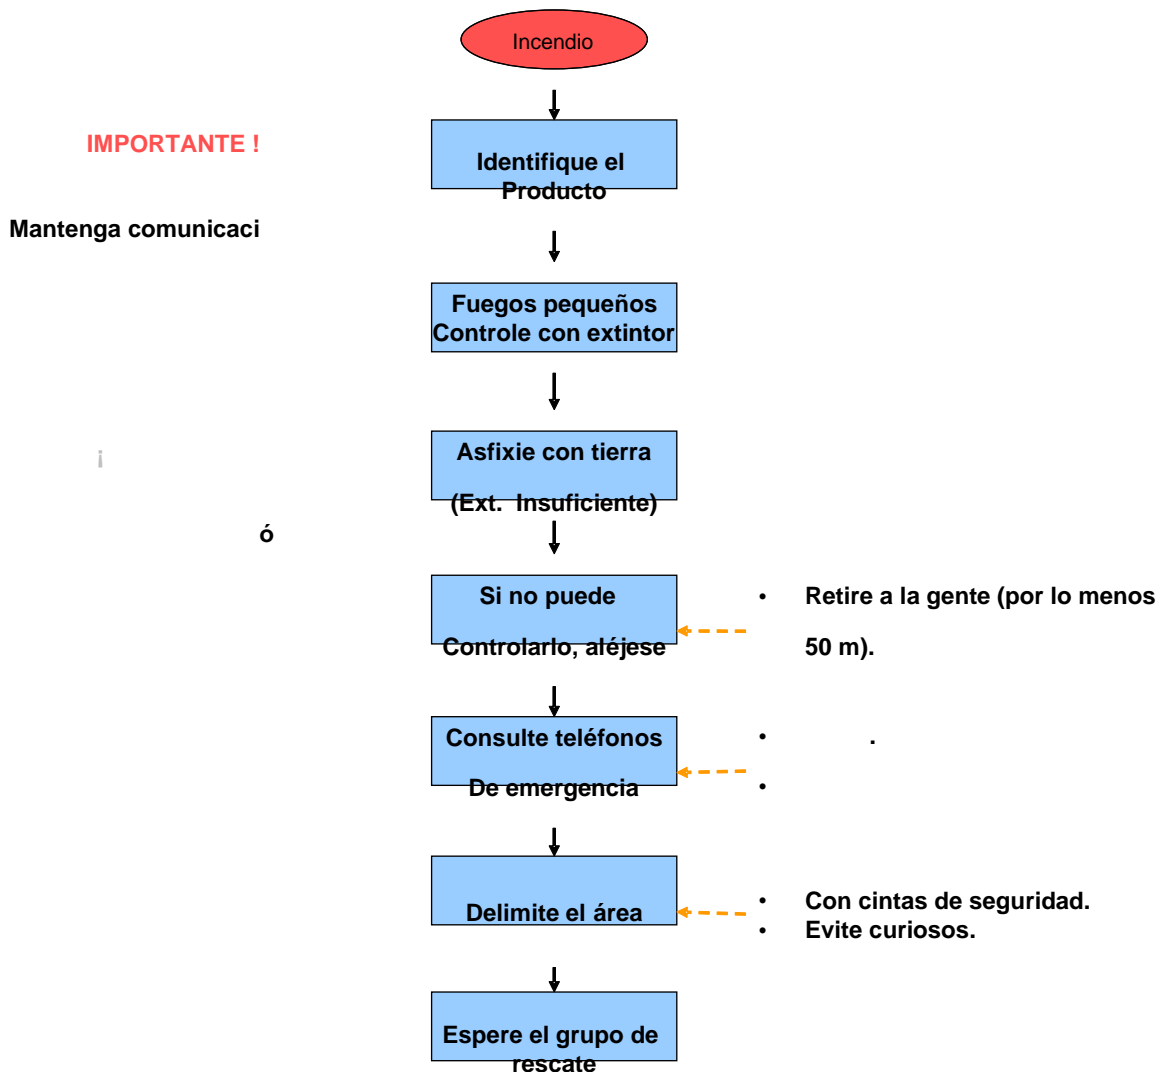 Incendio
IMPORTANTE !
Identifique el
Producto
Mantenga comunicaci
Fuegos pequeños
Controle con extintor
Asfixie con tierra
¡
(Ext. Insuficiente)
ó
Si no puede
Controlarlo, aléjese
• Retire a la gente (por lo menos
50 m).
Consulte teléfonos
De emergencia
• .
•
Delimite el área
• Con cintas de seguridad.
• Evite curiosos.
Espere el grupo de
rescate